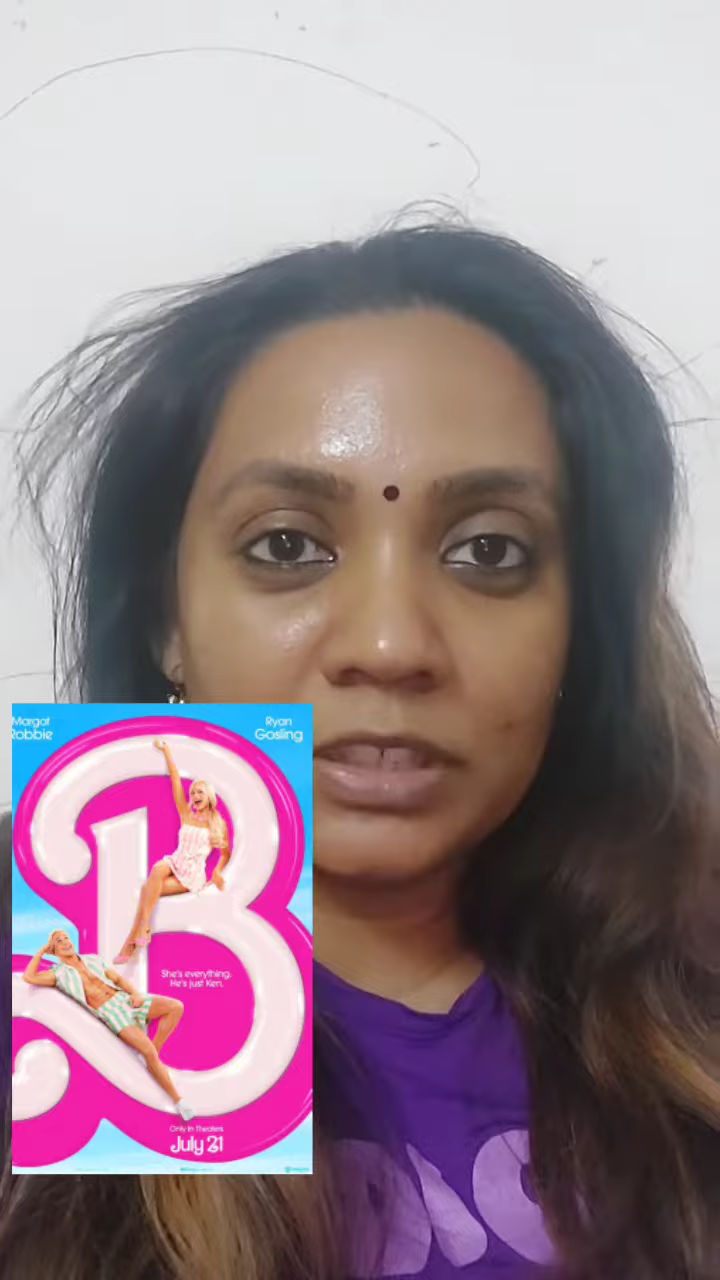 Margot
Robbie
Ryan
Gosling
B
She's everything.
He's just Ken.
Only in Theaters
July 21